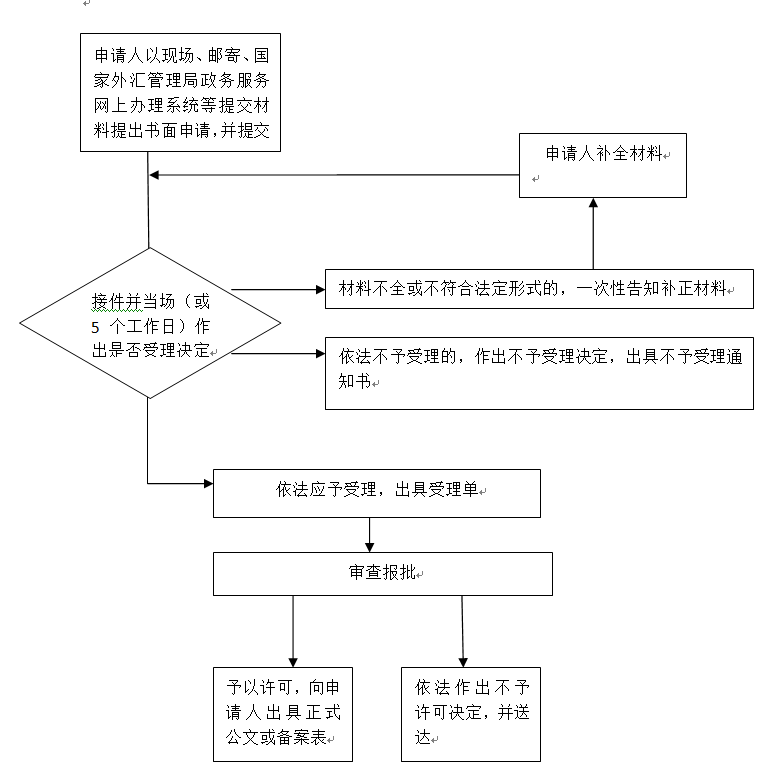 申请人以现场、邮寄、国
家外汇管理局政务服务
网上办理系统等提交材
料提出书面申请,并提交
申请人补全材料
材料不全或不符合法定形式的，一次性告知补正材料
接件并当场（或
5 个工作日）作
出是否受理决定
依法不予受理的，作出不予受理决定，出具不予受理通
知书
依法应予受理，出具受理单
审查报批
予以许可，向申
请人出具正式
公文或备案表
依法作出不予
许可决定，并送
达